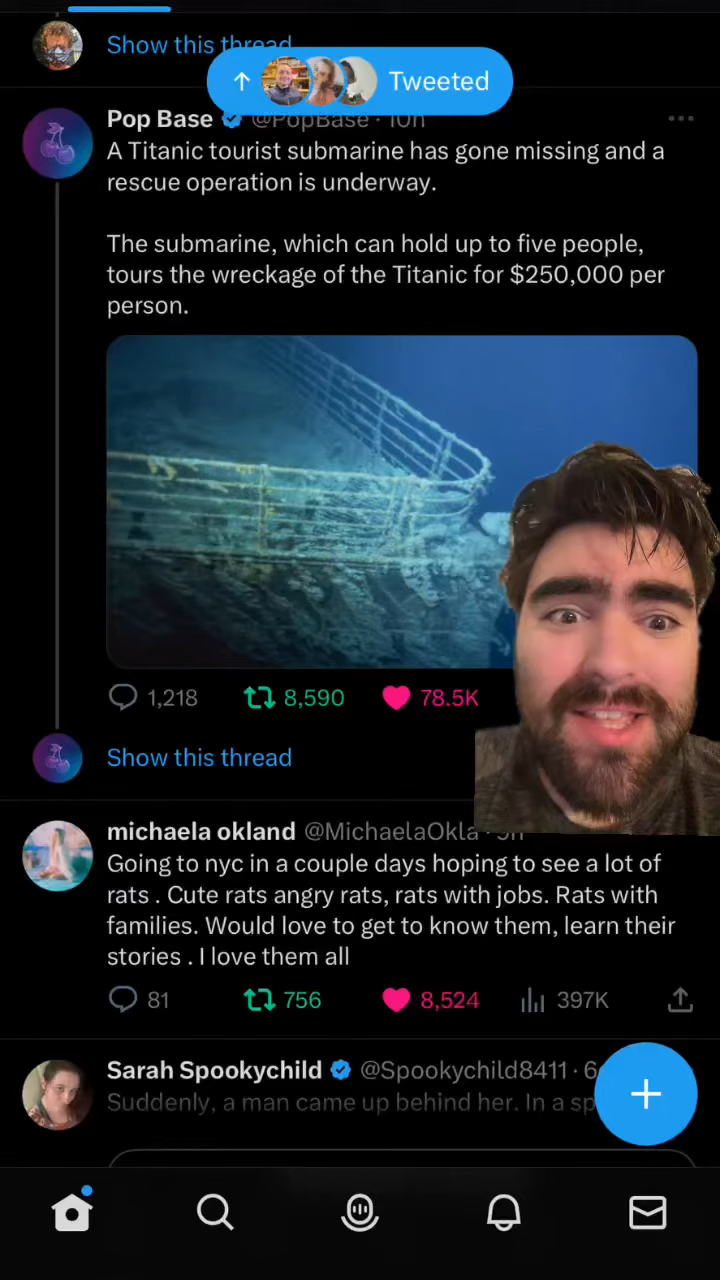 Show this thread
Tweeted
Pop Base @PopBase · 10h
A Titanic tourist submarine has gone missing and a
rescue operation is underway.
The submarine, which can hold up to five people,
tours the wreckage of the Titanic for $250,000 per
person.
1,218 8,590 78.5K
Show this thread
michaela okland @MichaelaOkla
Going to nyc in a couple days hoping to see a lot of
rats . Cute rats angry rats, rats with jobs. Rats with
families. Would love to get to know them, learn their
stories . I love them all
81 756 8,524 397K
Sarah Spookychild @Spookychild8411 ·
Suddenly, a man came up behind her. In a sp